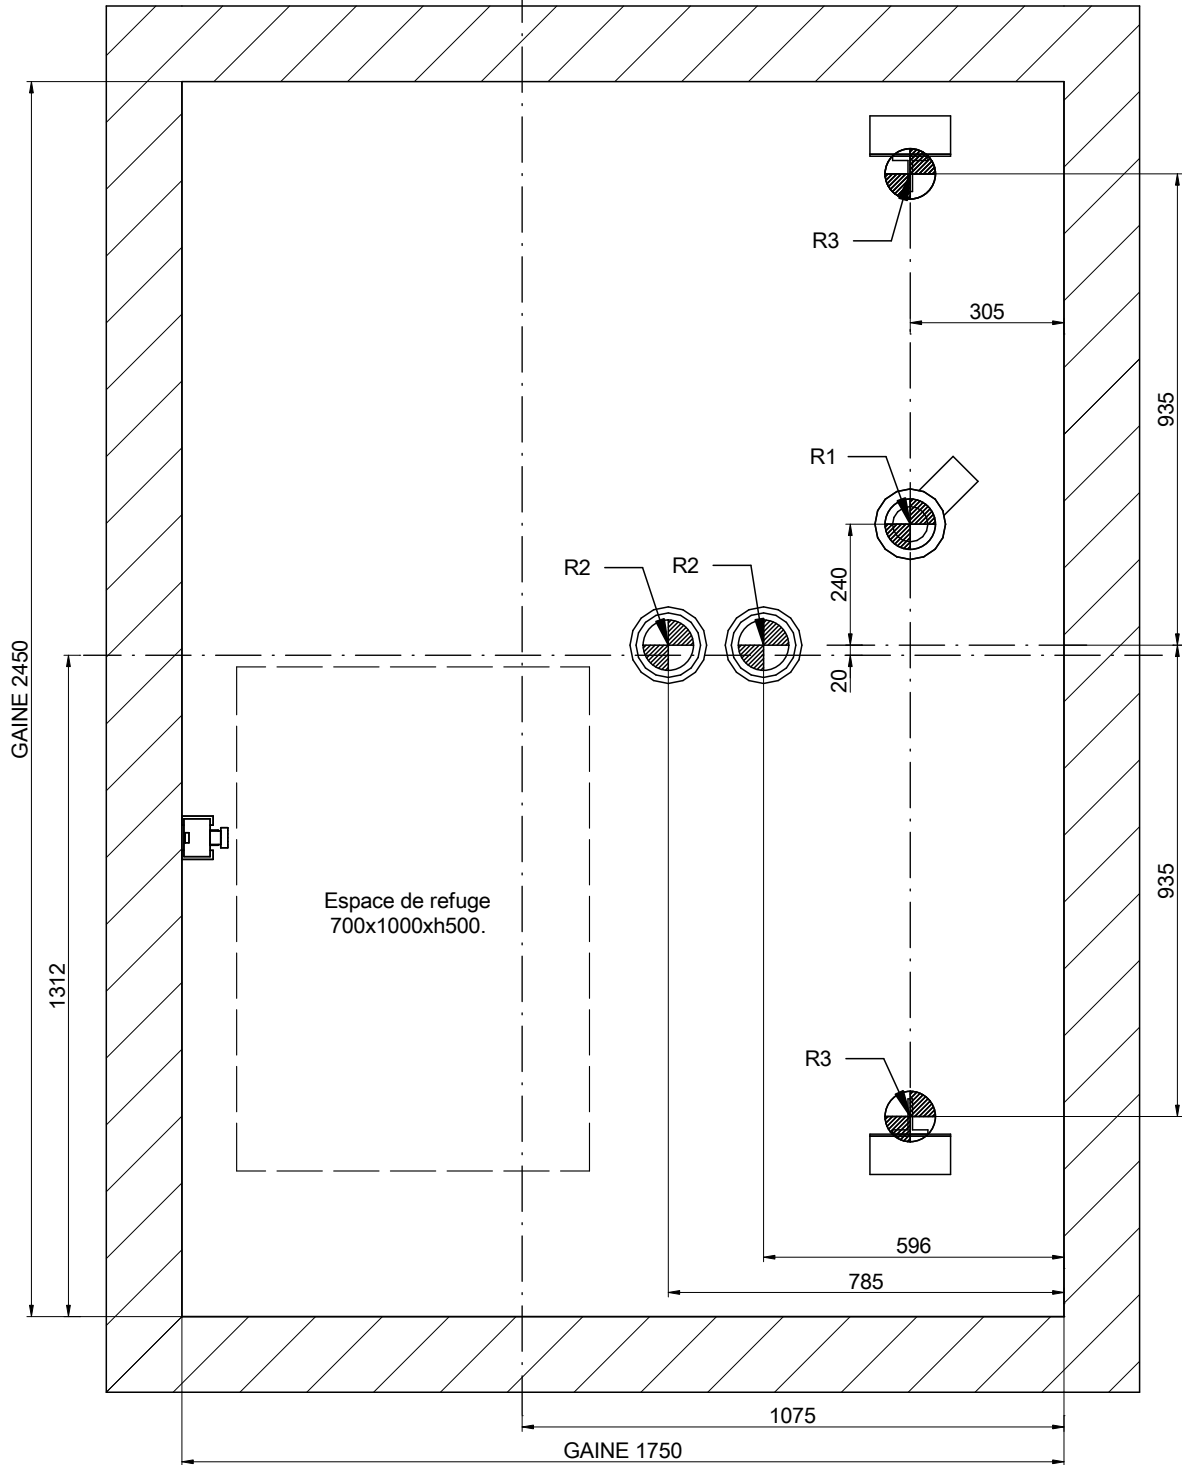 R3
305
935
R1
R2
R2
240
20
GAINE 2450
1312
Espace de refuge
700x1000xh500.
935
R3
596
785
1075
GAINE 1750